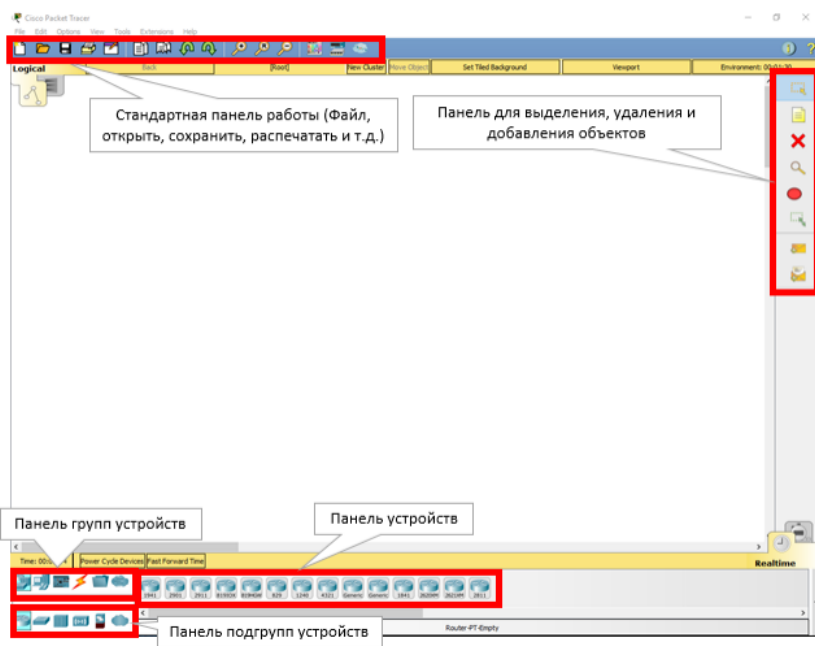 Cisco Packet Tracer
File Edit Options View Tools Extensions Help
Logical Back [Root] New Cluster Move Object Set Tiled Background Viewport
Стандартная панель работы (Файл,
открыть, сохранить, распечатать и т.д.)
Панель для выделения, удаления и
добавления объектов
Панель групп устройств
Панель устройств
Power Cycle Devices Fast Forward Time
Realtime
1941 2901 2911 819IOX 819HGW 829 1240 4321 Generic Generic 1841 2620XM 2621XM 2811
Панель подгрупп устройств
Router-PT-Empty